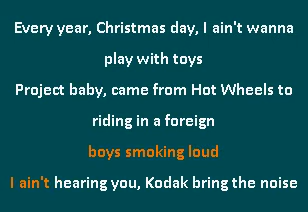 Every year, Christmas day, I ain't wanna
play with toys
Project baby, came from Hot Wheels to
riding in a foreign
boys smoking loud
I ain't hearing you, Kodak bring the noise